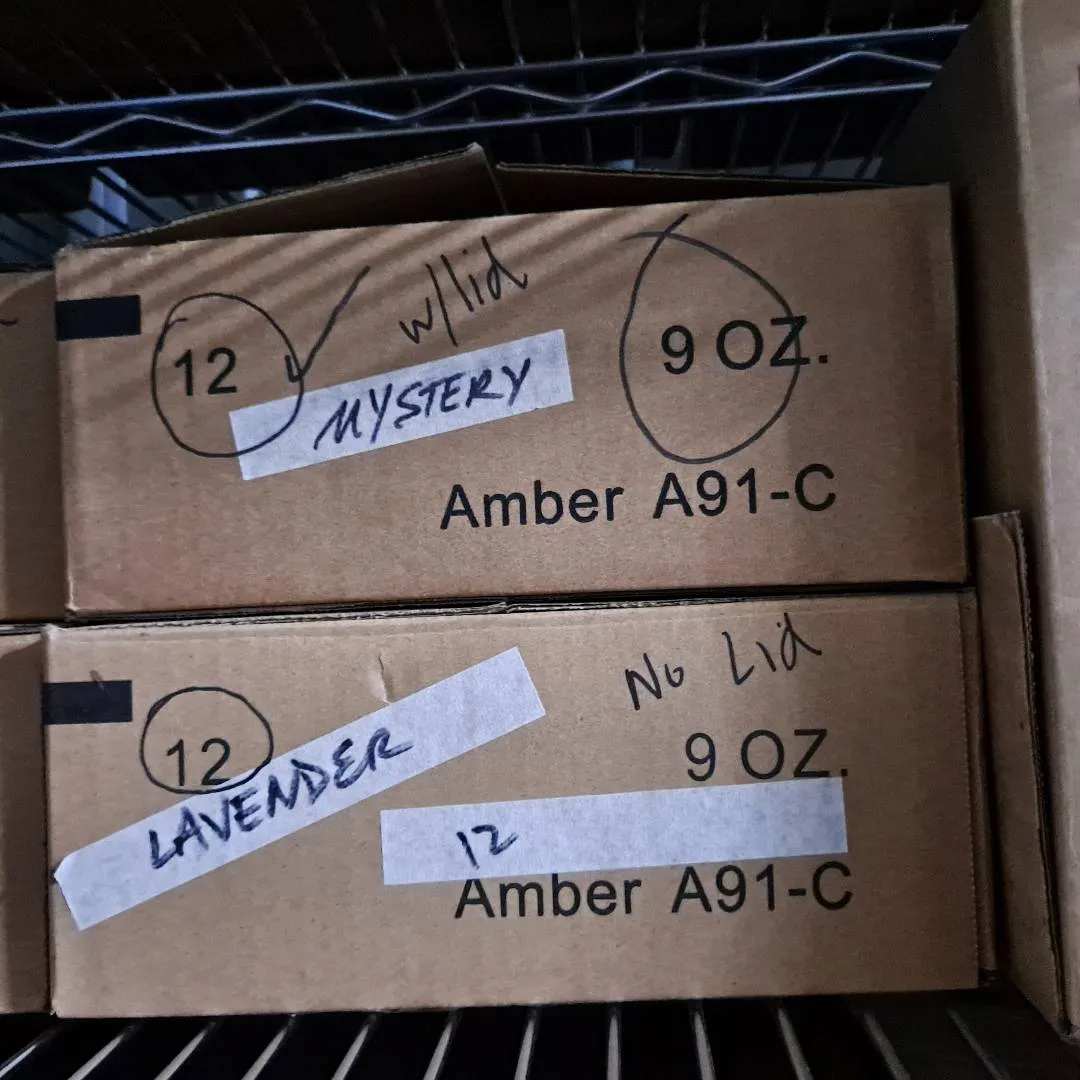 w/lid
12
9 OZ.
MYSTERY
Amber A91-C
No Lid
12
9 OZ.
LAVENDER
12
Amber A91-C